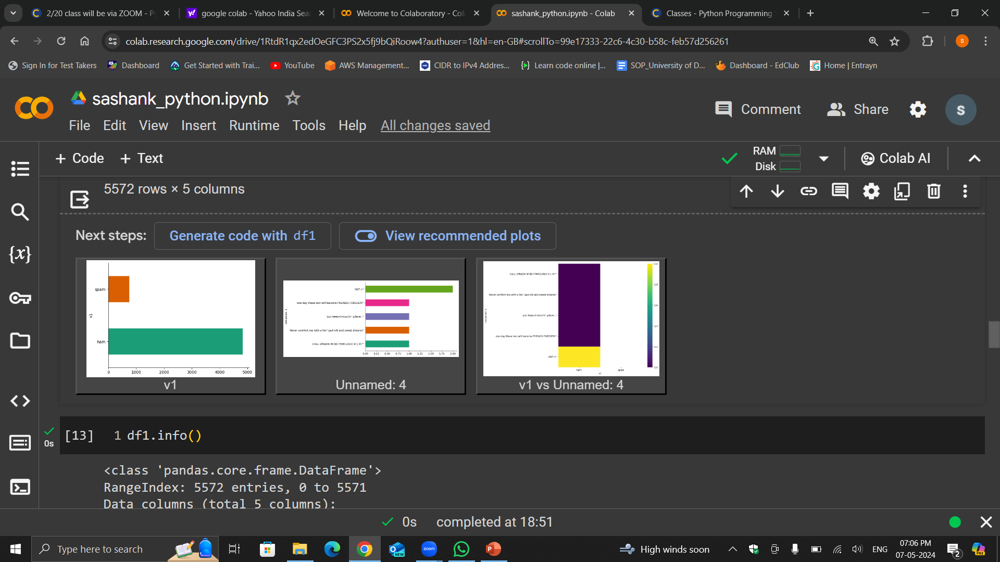 2/20 class will be via ZOOM - P
google colab - Yahoo India Sear
Welcome to Colaboratory - Col
sashank_python.ipynb - Colab
Classes - Python Programming
colab.research.google.com/drive/1RtdR1qx2edOeGFC3PS2x5fj9bQiRoow4?authuser=1&hl=en-GB#scrollTo=99e17333-22c6-4c30-b58c-feb57d256261
Sign In for Test Takers
Dashboard
Get Started with Trai...
YouTube
AWS Management...
CIDR to IPv4 Addres...
Learn code online |...
SOP_University of D...
Dashboard - EdClub
Home | Entrayn
sashank_python.ipynb
Comment
Share
S
File Edit View Insert Runtime Tools Help All changes saved
+ Code + Text
RAM
Disk
Colab AI
5572 rows × 5 columns
Next steps:
Generate code with df1
View recommended plots
spam
ham
v1
0 1000 2000 3000 4000 5000
v1
GNT:-)"
one day these two will become FREINDS FOREVER!"
just Keep-in-touch\" gdeve.."
Never comfort me with a lie\" gud ni8 and sweet dreams"
CALL 2MWEN IM BK FRMCLOUD 9! J X\""
Unnamed: 4
0.00 0.25 0.50 0.75 1.00 1.25 1.50 1.75 2.00
Unnamed: 4
CALL 2MWEN IM BK FRMCLOUD 9! J X\""
Never comfort me with a lie\" gud ni8 and sweet dreams"
just Keep-in-touch\" gdeve.."
one day these two will become FREINDS FOREVER!"
GNT:-)"
Unnamed: 4
ham spam
v1
2.0
1.8
1.6
1.4
1.2
1.0
v1 vs Unnamed: 4
0s
[13] 1 df1.info()
<class 'pandas.core.frame.DataFrame'>
RangeIndex: 5572 entries, 0 to 5571
Data columns (total 5 columns):
0s completed at 18:51
Type here to search
NEW
zoom
High winds soon
ENG
07:06 PM
07-05-2024
2
PRE